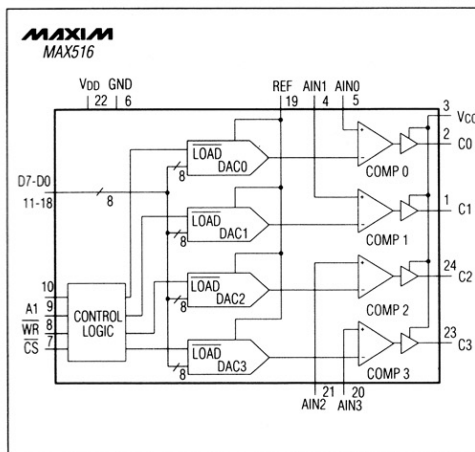 MAXIM
MAX516
VDD GND
22 6
REF AIN1 AIN0
19 4 5
3 VCC
2 C0
LOAD
DAC0
8
COMP 0
D7-D0
11-18
8
1 C1
LOAD
DAC1
8
COMP 1
24 C2
LOAD
DAC2
8
COMP 2
10
A1 9
WR 8
CS 7
CONTROL
LOGIC
23 C3
LOAD
DAC3
8
COMP 3
21 20
AIN2 AIN3